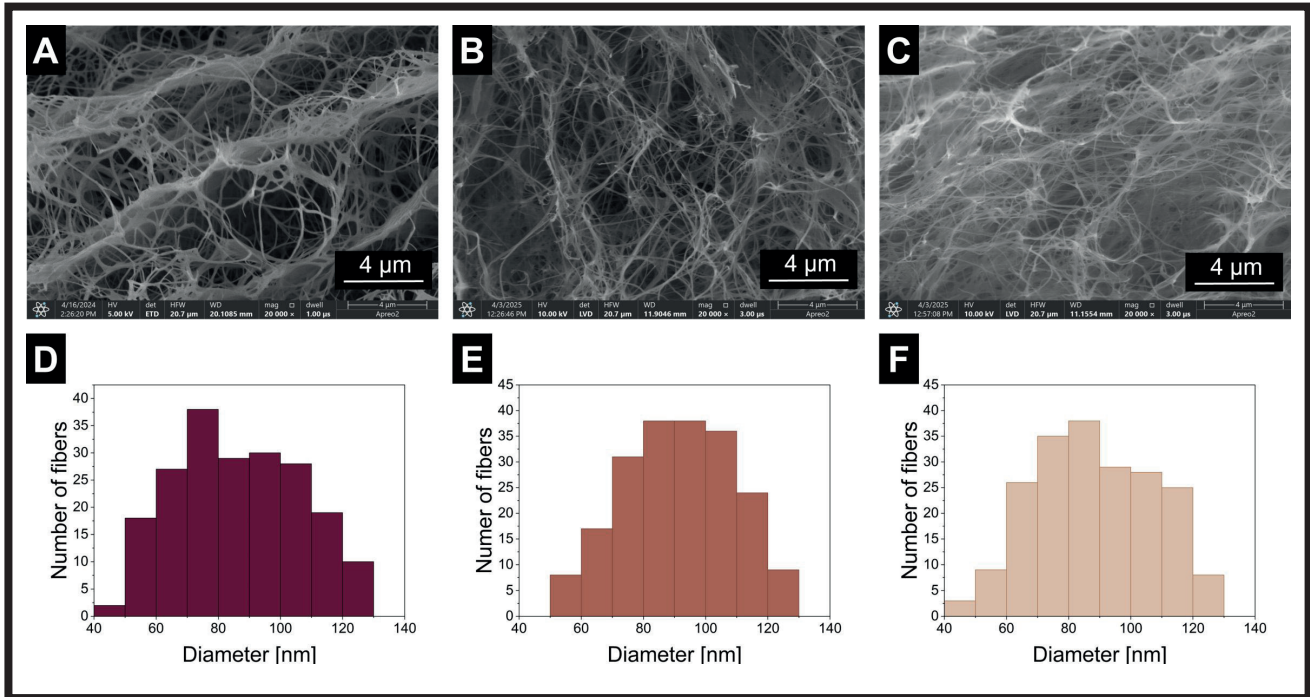 A
B
C
4 µm
4 µm
4 µm
4/16/2024 HV det HFW WD mag □ dwell 4 µm
2:26:20 PM 5.00 kV ETD 20.7 µm 20.1085 mm 20 000 × 1.00 µs Apreo2
4/3/2025 HV det HFW WD mag □ dwell 4 µm
12:26:46 PM 10.00 kV LVD 20.7 µm 11.9046 mm 20 000 × 3.00 µs Apreo2
4/3/2025 HV det HFW WD mag □ dwell 4 µm
12:57:08 PM 10.00 kV LVD 20.7 µm 11.1554 mm 20 000 × 3.00 µs Apreo2
D
Number of fibers
40
35
30
25
20
15
10
5
0
40 60 80 100 120 140
Diameter [nm]
E
Numer of fibers
45
40
35
30
25
20
15
10
5
0
40 60 80 100 120 140
Diameter [nm]
F
Number of fibers
45
40
35
30
25
20
15
10
5
0
40 60 80 100 120 140
Diameter [nm]